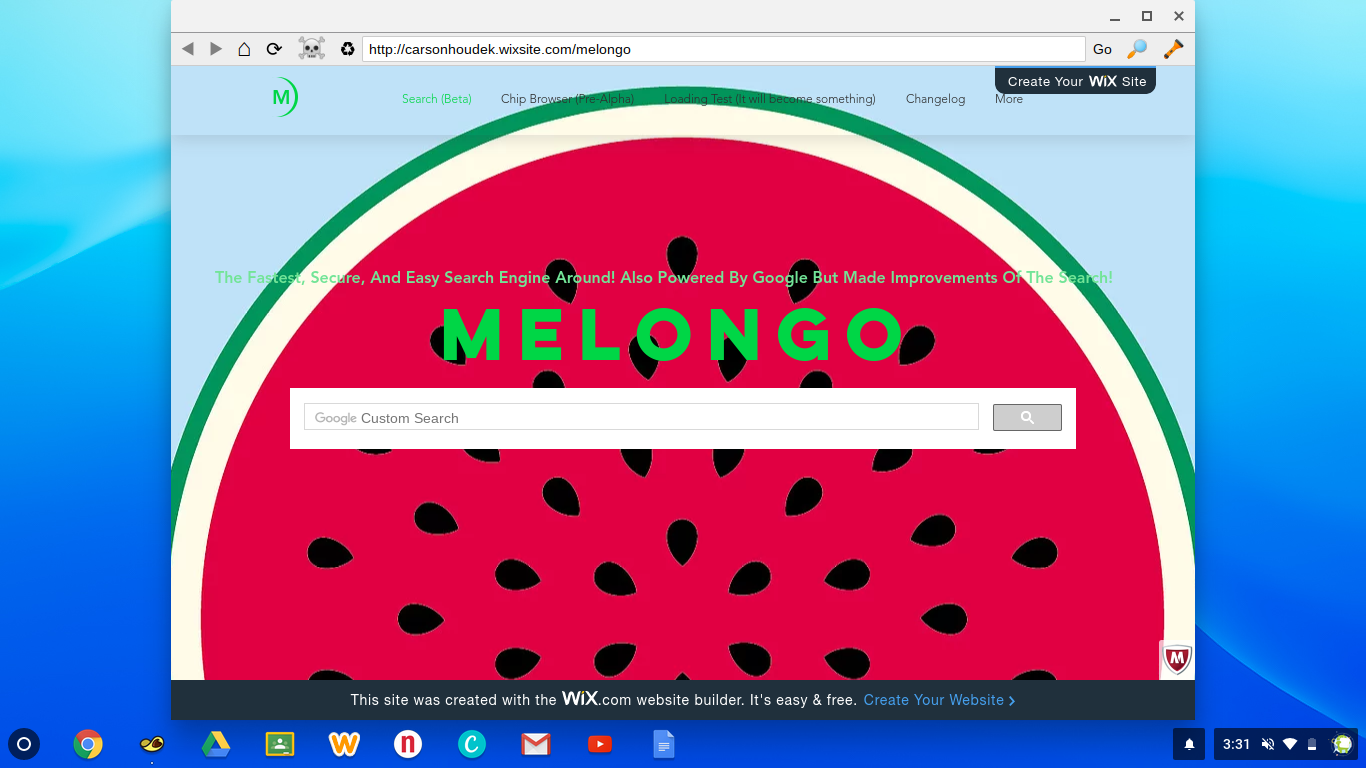 http://carsonhoudek.wixsite.com/melongo
Go
Create Your WiX Site
M
Search (Beta)
Chip Browser (Pre-Alpha)
Loading Test (It will become something)
Changelog
More
The Fastest, Secure, And Easy Search Engine Around! Also Powered By Google But Made Improvements Of The Search!
MELONGO
Google Custom Search
M
This site was created with the WiX.com website builder. It's easy & free. Create Your Website >
w
n
C
3:31